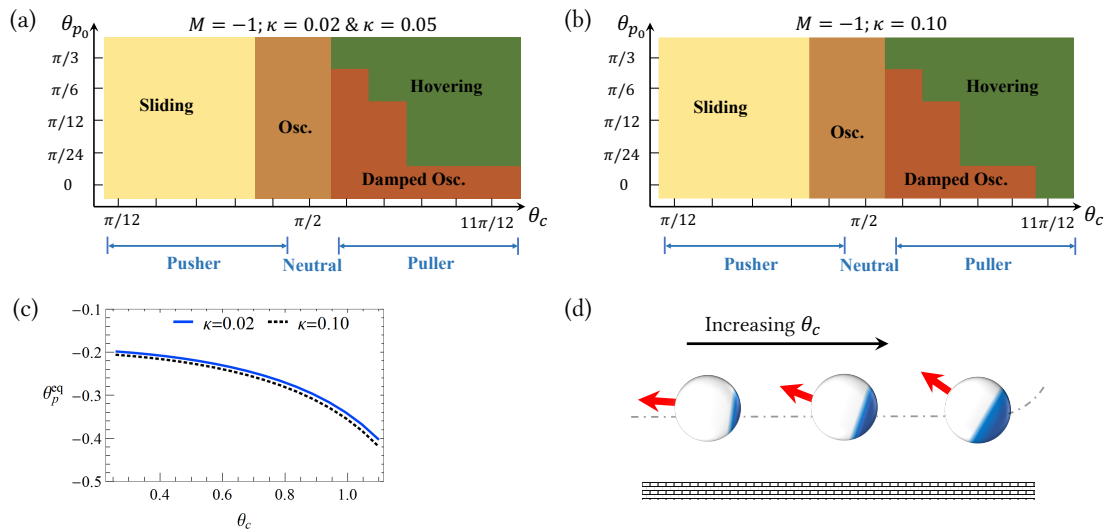 (a)
M = −1; κ = 0.02 & κ = 0.05
θp₀
π/3
π/6
π/12
π/24
0
Sliding
Osc.
Hovering
Damped Osc.
π/12
π/2
11π/12
θc
Pusher
Neutral
Puller
(b)
M = −1; κ = 0.10
θp₀
π/3
π/6
π/12
π/24
0
Sliding
Osc.
Hovering
Damped Osc.
π/12
π/2
11π/12
θc
Pusher
Neutral
Puller
(c)
κ=0.02
κ=0.10
−0.1
−0.2
−0.3
−0.4
−0.5
θp^eq
0.4
0.6
0.8
1.0
θc
(d)
Increasing θc